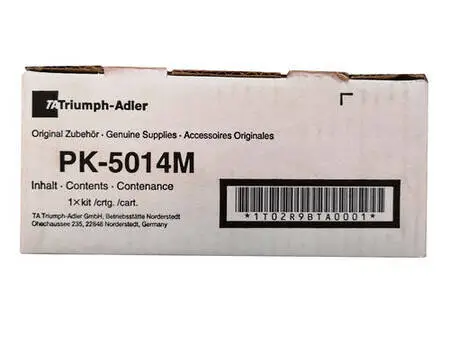 TA Triumph-Adler
Original Zubehör · Genuine Supplies · Accessoires Originales
PK-5014M
Inhalt · Contents · Contenance
1×kit /crtg. /cart.
*1T02R9BTA0001*
TA Triumph-Adler GmbH, Betriebsstätte Norderstedt
Ohechaussee 235, 22848 Norderstedt, Germany